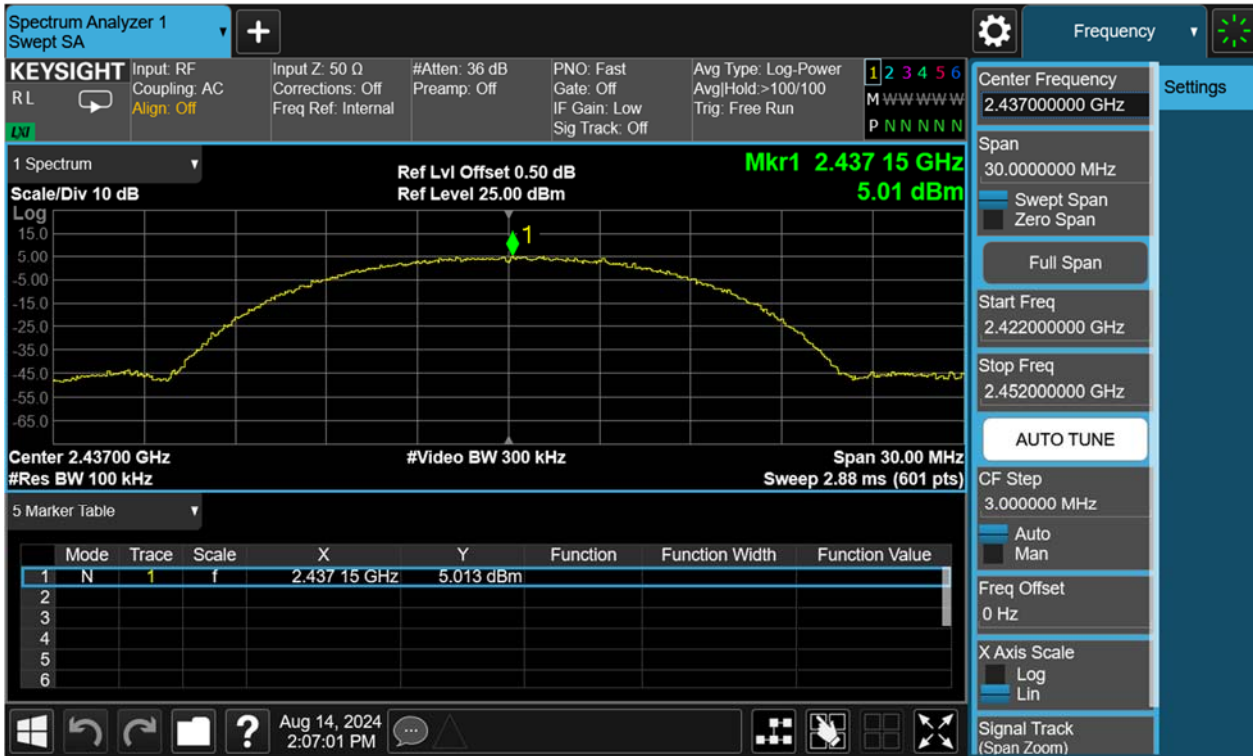 Spectrum Analyzer 1
Swept SA
+
Frequency
KEYSIGHT
R L
LXI
Input: RF
Coupling: AC
Align: Off
Input Z: 50 Ω
Corrections: Off
Freq Ref: Internal
#Atten: 36 dB
Preamp: Off
PNO: Fast
Gate: Off
IF Gain: Low
Sig Track: Off
Avg Type: Log-Power
Avg|Hold:>100/100
Trig: Free Run
1 2 3 4 5 6
M W W W W W
P N N N N N
Center Frequency
2.437000000 GHz
Settings
Span
30.0000000 MHz
Swept Span
Zero Span
Full Span
Start Freq
2.422000000 GHz
Stop Freq
2.452000000 GHz
AUTO TUNE
CF Step
3.000000 MHz
Auto
Man
Freq Offset
0 Hz
X Axis Scale
Log
Lin
Signal Track
(Span Zoom)
1 Spectrum
Scale/Div 10 dB
Ref Lvl Offset 0.50 dB
Ref Level 25.00 dBm
Mkr1 2.437 15 GHz
5.01 dBm
Log
15.0
5.00
-5.00
-15.0
-25.0
-35.0
-45.0
-55.0
-65.0
1
Center 2.43700 GHz
#Res BW 100 kHz
#Video BW 300 kHz
Span 30.00 MHz
Sweep 2.88 ms (601 pts)
5 Marker Table
Mode Trace Scale X Y Function Function Width Function Value
1 N 1 f 2.437 15 GHz 5.013 dBm
2
3
4
5
6
?
Aug 14, 2024
2:07:01 PM